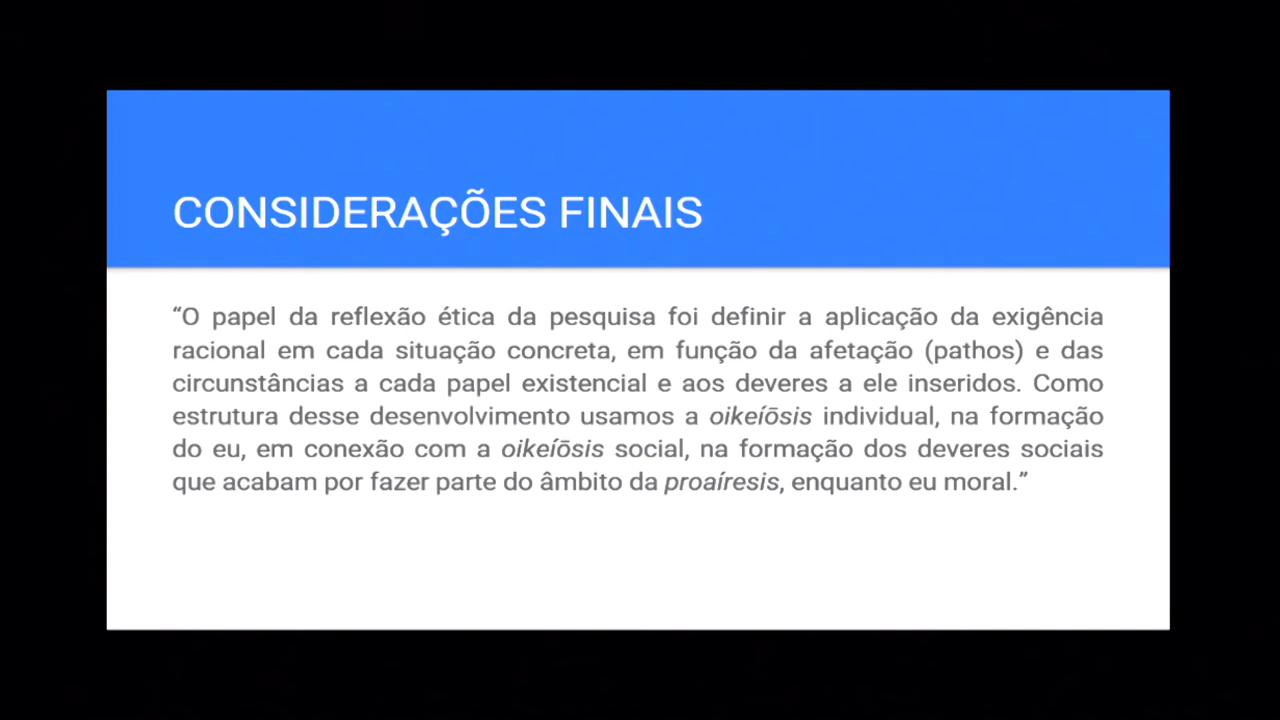 CONSIDERAÇÕES FINAIS
“O papel da reflexão ética da pesquisa foi definir a aplicação da exigência
racional em cada situação concreta, em função da afetação (pathos) e das
circunstâncias a cada papel existencial e aos deveres a ele inseridos. Como
estrutura desse desenvolvimento usamos a oikeíōsis individual, na formação
do eu, em conexão com a oikeíōsis social, na formação dos deveres sociais
que acabam por fazer parte do âmbito da proaíresis, enquanto eu moral.”